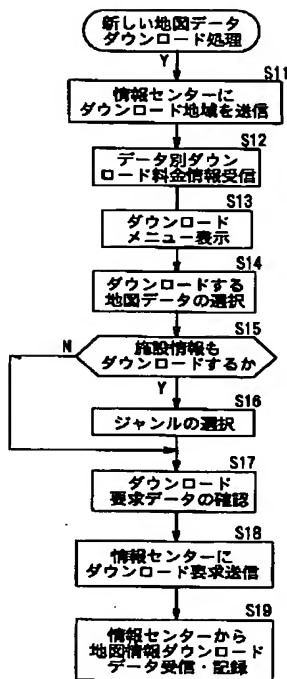 新しい地図データ
ダウンロード処理
Y
S11
情報センターに
ダウンロード地域を送信
S12
データ別ダウン
ロード料金情報受信
S13
ダウンロード
メニュー表示
S14
ダウンロードする
地図データの選択
S15
N
施設情報も
ダウンロードするか
Y
S16
ジャンルの選択
S17
ダウンロード
要求データの確認
S18
情報センターに
ダウンロード要求送信
S19
情報センターから
地図情報ダウンロード
データ受信・記録